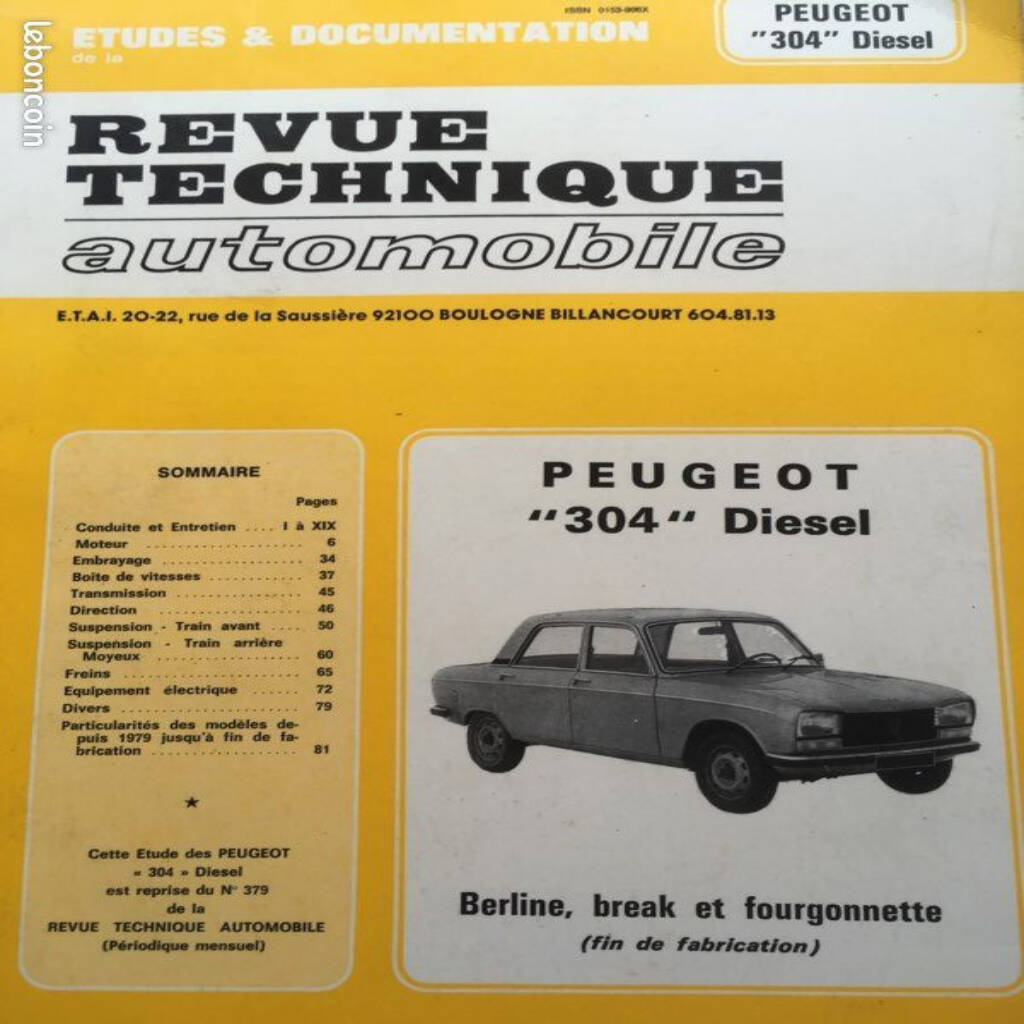 ISSN 0153-906X
ETUDES & DOCUMENTATION
de la
PEUGEOT
"304" Diesel
leboncoin
REVUE
TECHNIQUE
automobile
E.T.A.I. 20-22, rue de la Saussière 92100 BOULOGNE BILLANCOURT 604.81.13
SOMMAIRE
Pages
Conduite et Entretien .... I à XIX
Moteur .................... 6
Embrayage .................. 34
Boîte de vitesses ............ 37
Transmission ................ 45
Direction .................. 46
Suspension - Train avant .... 50
Suspension - Train arrière
Moyeux .................. 60
Freins ...................... 65
Equipement électrique ...... 72
Divers ...................... 79
Particularités des modèles de-
puis 1979 jusqu'à fin de fa-
brication .................. 81
★
Cette Etude des PEUGEOT
« 304 » Diesel
est reprise du N° 379
de la
REVUE TECHNIQUE AUTOMOBILE
(Périodique mensuel)
PEUGEOT
"304" Diesel
Berline, break et fourgonnette
(fin de fabrication)